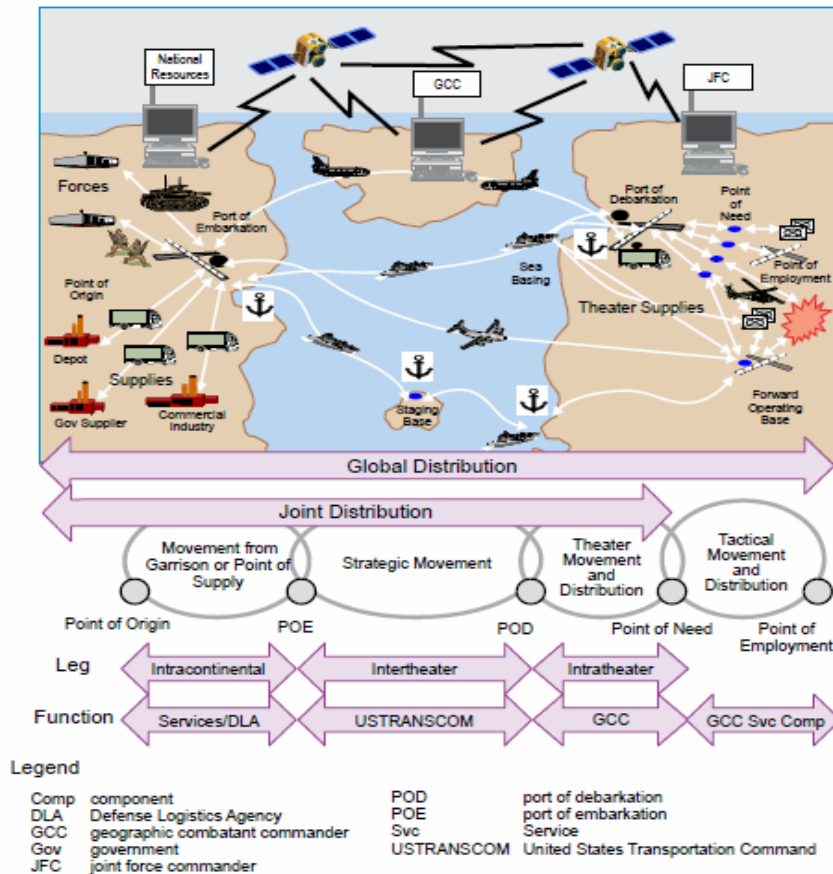 National
Resources
GCC
JFC
Forces
Port of
Embarkation
Port of
Debarkation
Point
of
Need
Point of
Origin
Sea
Basing
Point of
Employment
Theater Supplies
Depot
Supplies
Gov Supplier
Commercial
Industry
Staging
Base
Forward
Operating
Base
Global Distribution
Joint Distribution
Movement from
Garrison or Point of
Supply
Strategic Movement
Theater
Movement
and
Distribution
Tactical
Movement
and
Distribution
Point of Origin
POE
POD
Point of Need
Point of
Employment
Leg
Intracontinental
Intertheater
Intratheater
Function
Services/DLA
USTRANSCOM
GCC
GCC Svc Comp
Legend
Comp component
DLA Defense Logistics Agency
GCC geographic combatant commander
Gov government
JFC joint force commander
POD port of debarkation
POE port of embarkation
Svc Service
USTRANSCOM United States Transportation Command